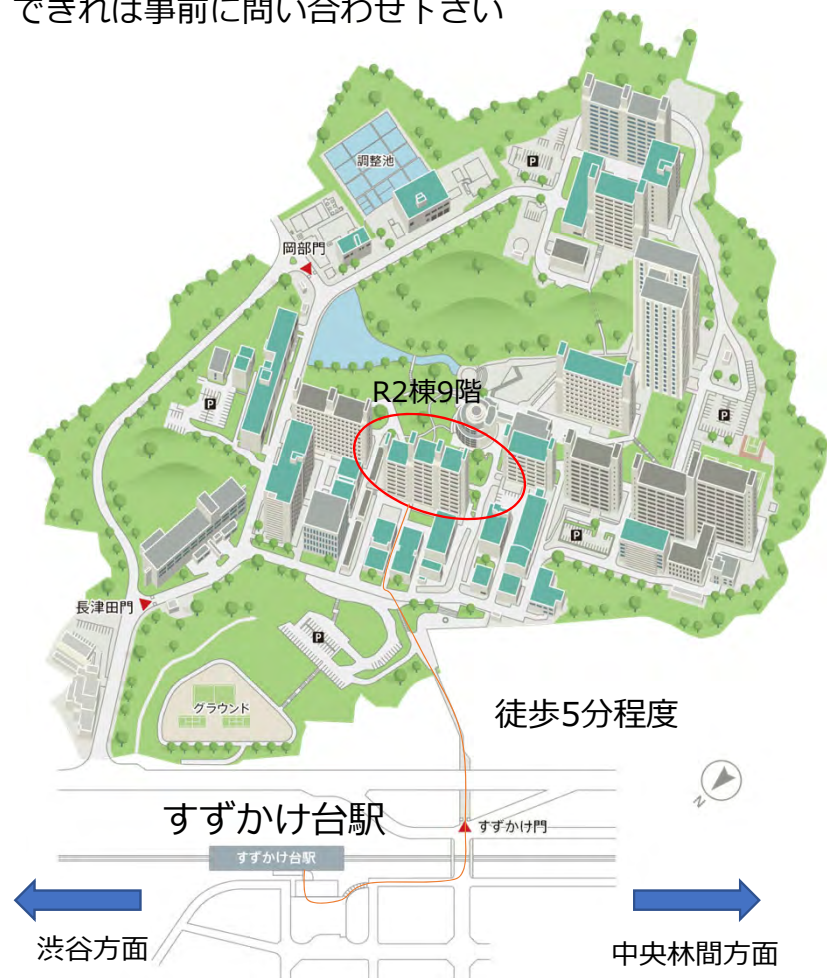 できれは事前に問い合わせ下さい
調整池
岡部門
P
R2棟9階
P
P
P
長津田門
P
グラウンド
徒歩5分程度
N
すずかけ台駅
すずかけ門
すずかけ台駅
渋谷方面
中央林間方面